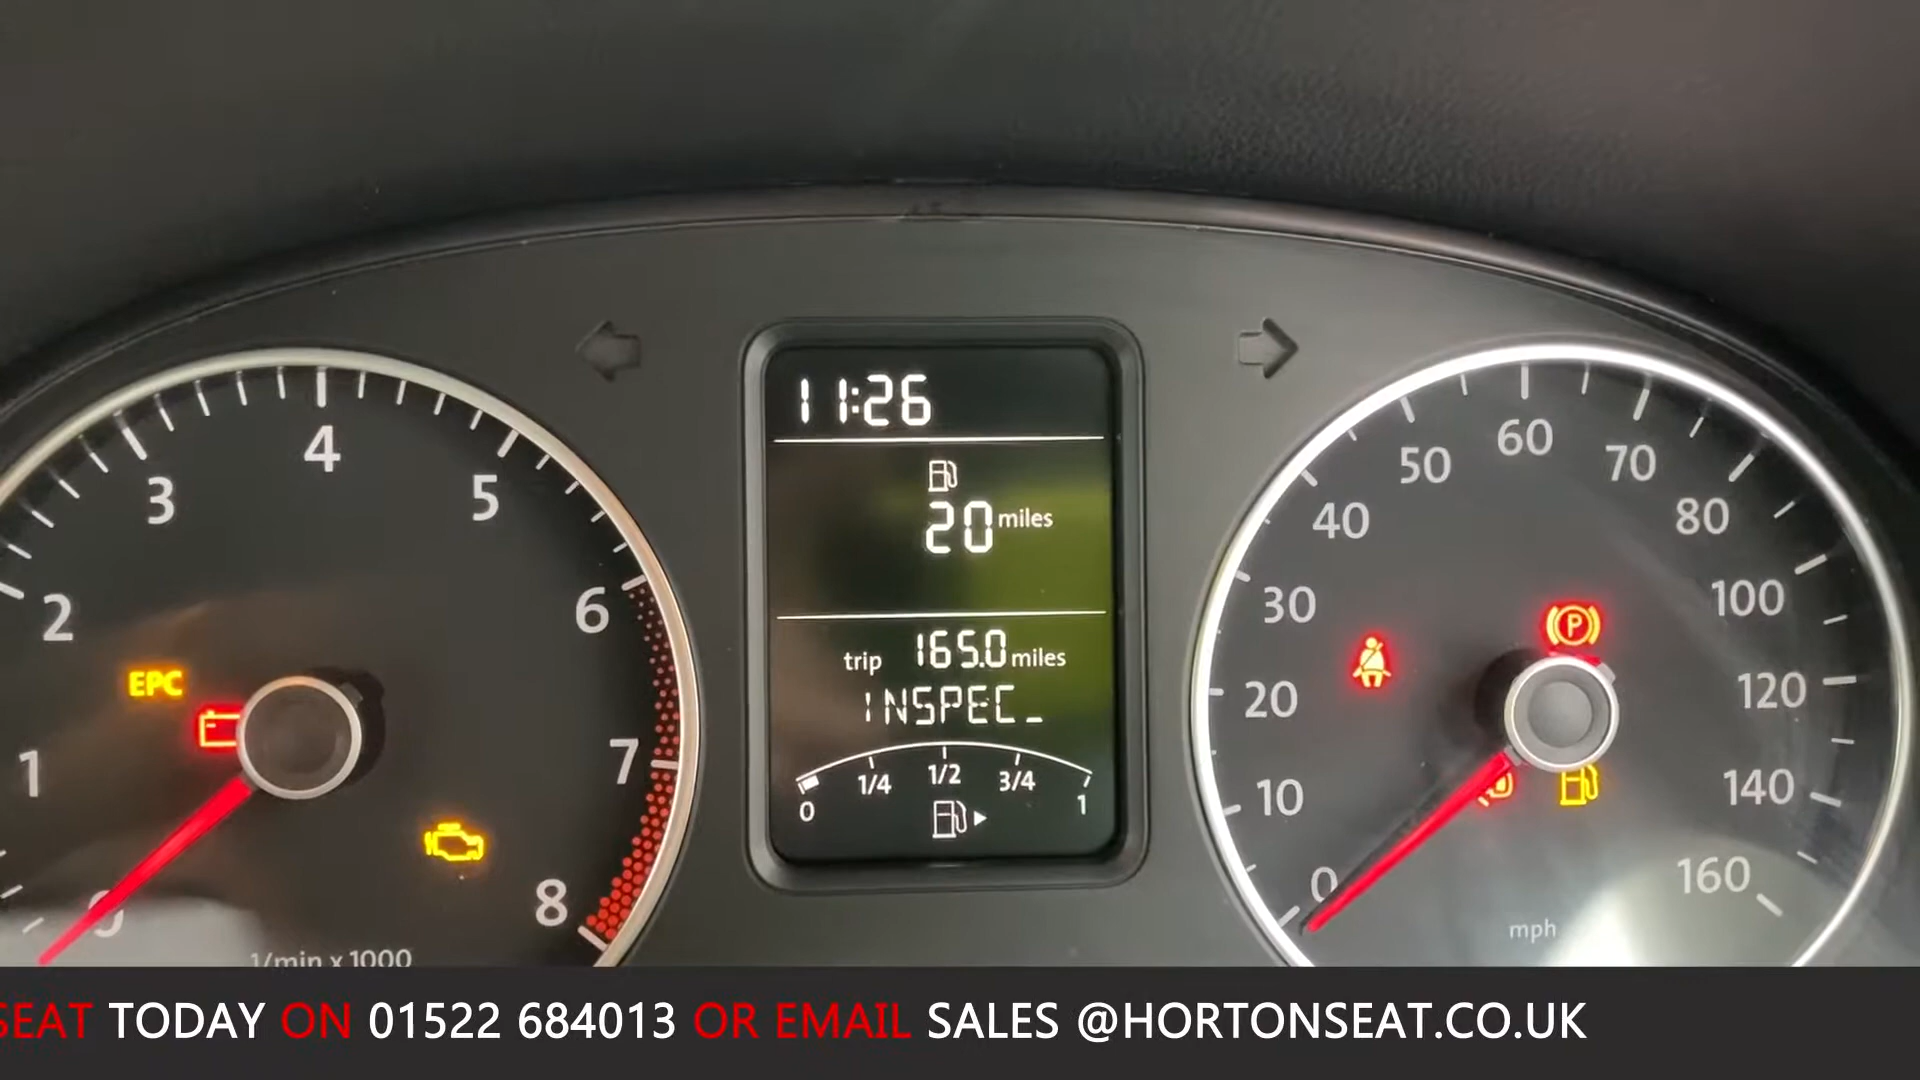 11:26
20 miles
trip 165.0 miles
INSPEC_
0 1/4 1/2 3/4 1
EPC
0 1 2 3 4 5 6 7 8
1/min x 1000
0 10 20 30 40 50 60 70 80 100 120 140 160
P
mph
SEAT TODAY ON 01522 684013 OR EMAIL SALES @HORTONSEAT.CO.UK